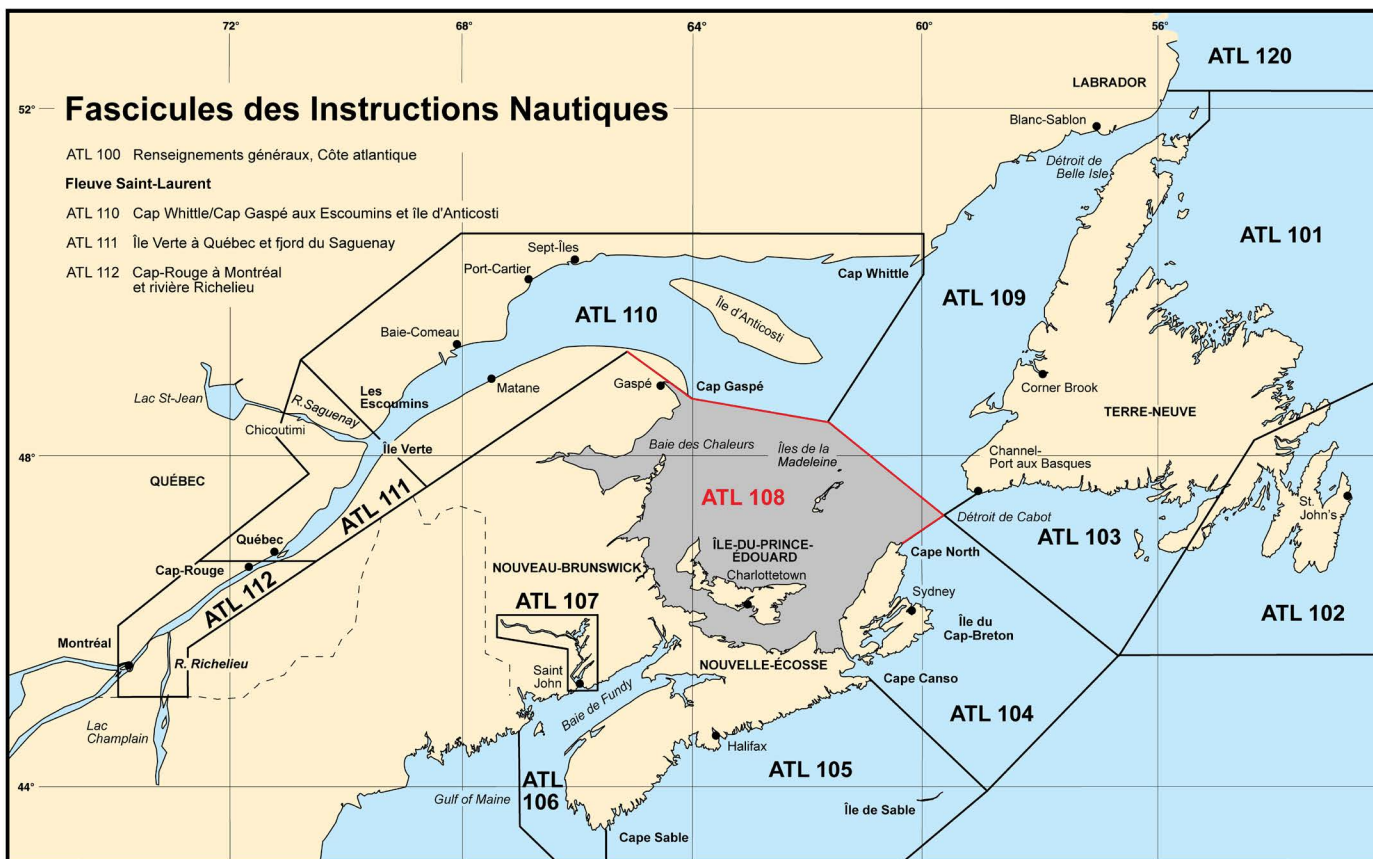 72°
68°
64°
60°
56°
ATL 120
LABRADOR
52°
Fascicules des Instructions Nautiques
Blanc-Sablon
ATL 100 Renseignements généraux, Côte atlantique
Détroit de
Belle Isle
Fleuve Saint-Laurent
ATL 110 Cap Whittle/Cap Gaspé aux Escoumins et île d'Anticosti
ATL 111 Île Verte à Québec et fjord du Saguenay
ATL 112 Cap-Rouge à Montréal
et rivière Richelieu
ATL 101
Sept-Îles
Port-Cartier
Cap Whittle
ATL 109
Île d'Anticosti
ATL 110
Baie-Comeau
Matane
Gaspé
Cap Gaspé
Corner Brook
TERRE-NEUVE
Lac St-Jean
R.Saguenay
Les
Escoumins
Chicoutimi
Île Verte
48°
Baie des Chaleurs
Îles de la
Madeleine
Channel-
Port aux Basques
QUÉBEC
ATL 111
ATL 108
St.
John's
Détroit de Cabot
ATL 103
Québec
Cap-Rouge
ATL 112
ÎLE-DU-PRINCE-
ÉDOUARD
Cape North
NOUVEAU-BRUNSWICK
Charlottetown
Sydney
ATL 107
Île du
Cap-Breton
ATL 102
Montréal
R. Richelieu
Saint
John
NOUVELLE-ÉCOSSE
Cape Canso
Baie de Fundy
Lac
Champlain
ATL 104
Halifax
ATL 105
44°
ATL
106
Gulf of Maine
Île de Sable
Cape Sable